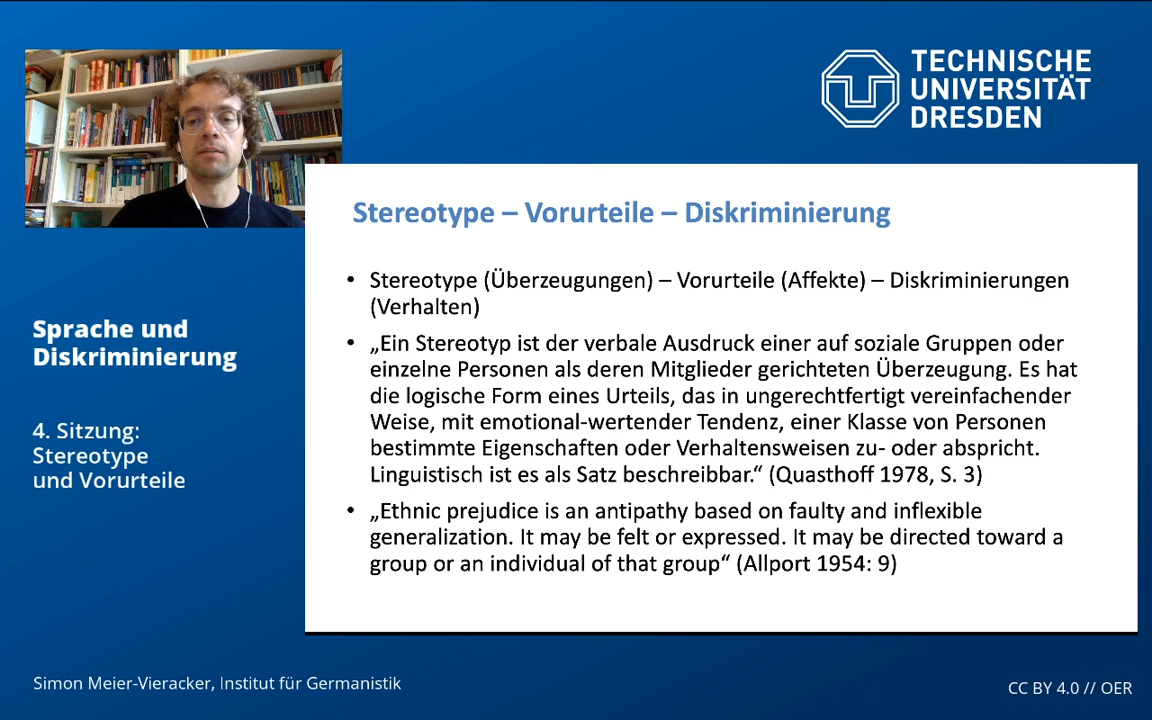 TECHNISCHE
UNIVERSITÄT
DRESDEN
Stereotype – Vorurteile – Diskriminierung
• Stereotype (Überzeugungen) – Vorurteile (Affekte) – Diskriminierungen
(Verhalten)
• „Ein Stereotyp ist der verbale Ausdruck einer auf soziale Gruppen oder
einzelne Personen als deren Mitglieder gerichteten Überzeugung. Es hat
die logische Form eines Urteils, das in ungerechtfertigt vereinfachender
Weise, mit emotional-wertender Tendenz, einer Klasse von Personen
bestimmte Eigenschaften oder Verhaltensweisen zu- oder abspricht.
Linguistisch ist es als Satz beschreibbar.“ (Quasthoff 1978, S. 3)
• „Ethnic prejudice is an antipathy based on faulty and inflexible
generalization. It may be felt or expressed. It may be directed toward a
group or an individual of that group“ (Allport 1954: 9)
Sprache und
Diskriminierung
4. Sitzung:
Stereotype
und Vorurteile
Simon Meier-Vieracker, Institut für Germanistik
CC BY 4.0 // OER